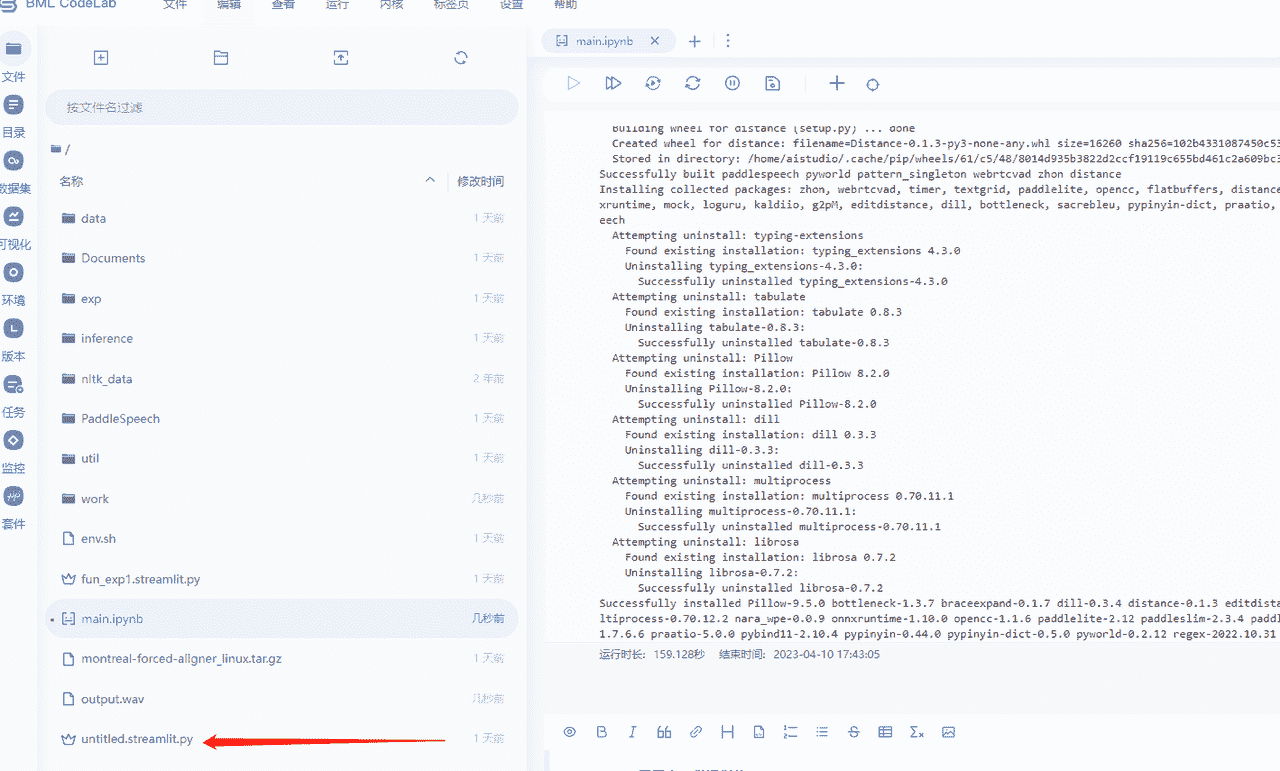 BML CodeLab
文件 编辑 查看 运行 内核 标签页 设置 帮助
文件
目录
数据集
可视化
环境
版本
任务
监控
套件
按文件名过滤
/
名称 修改时间
data 1 天前
Documents 1 天前
exp 1 天前
inference 1 天前
nltk_data 2 年前
PaddleSpeech 1 天前
util 1 天前
work 几秒前
env.sh 1 天前
fun_exp1.streamlit.py 1 天前
main.ipynb 几秒前
montreal-forced-aligner_linux.tar.gz 1 天前
output.wav 几秒前
untitled.streamlit.py 1 天前
main.ipynb
Building wheel for distance (setup.py) ... done
Created wheel for distance: filename=Distance-0.1.3-py3-none-any.whl size=16260 sha256=102b4331087450c53
Stored in directory: /home/aistudio/.cache/pip/wheels/61/c5/48/8014d935b3822d2ccf19119c655bd461c2a609bc3
Successfully built paddlespeech pyworld pattern_singleton webrtcvad zhon distance
Installing collected packages: zhon, webrtcvad, timer, textgrid, paddlelite, opencc, flatbuffers, distance
xruntime, mock, loguru, kaldiio, g2pM, editdistance, dill, bottleneck, sacrebleu, pypinyin-dict, praatio,
eech
Attempting uninstall: typing-extensions
Found existing installation: typing_extensions 4.3.0
Uninstalling typing_extensions-4.3.0:
Successfully uninstalled typing_extensions-4.3.0
Attempting uninstall: tabulate
Found existing installation: tabulate 0.8.3
Uninstalling tabulate-0.8.3:
Successfully uninstalled tabulate-0.8.3
Attempting uninstall: Pillow
Found existing installation: Pillow 8.2.0
Uninstalling Pillow-8.2.0:
Successfully uninstalled Pillow-8.2.0
Attempting uninstall: dill
Found existing installation: dill 0.3.3
Uninstalling dill-0.3.3:
Successfully uninstalled dill-0.3.3
Attempting uninstall: multiprocess
Found existing installation: multiprocess 0.70.11.1
Uninstalling multiprocess-0.70.11.1:
Successfully uninstalled multiprocess-0.70.11.1
Attempting uninstall: librosa
Found existing installation: librosa 0.7.2
Uninstalling librosa-0.7.2:
Successfully uninstalled librosa-0.7.2
Successfully installed Pillow-9.5.0 bottleneck-1.3.7 braceexpand-0.1.7 dill-0.3.4 distance-0.1.3 editdista
ltiprocess-0.70.12.2 nara_wpe-0.0.9 onnxruntime-1.10.0 opencc-1.1.6 paddlelite-2.12 paddleslim-2.3.4 paddl
1.7.6.6 praatio-5.0.0 pybind11-2.10.4 pypinyin-0.44.0 pypinyin-dict-0.5.0 pyworld-0.2.12 regex-2022.10.31
运行时长: 159.128秒 结束时间: 2023-04-10 17:43:05